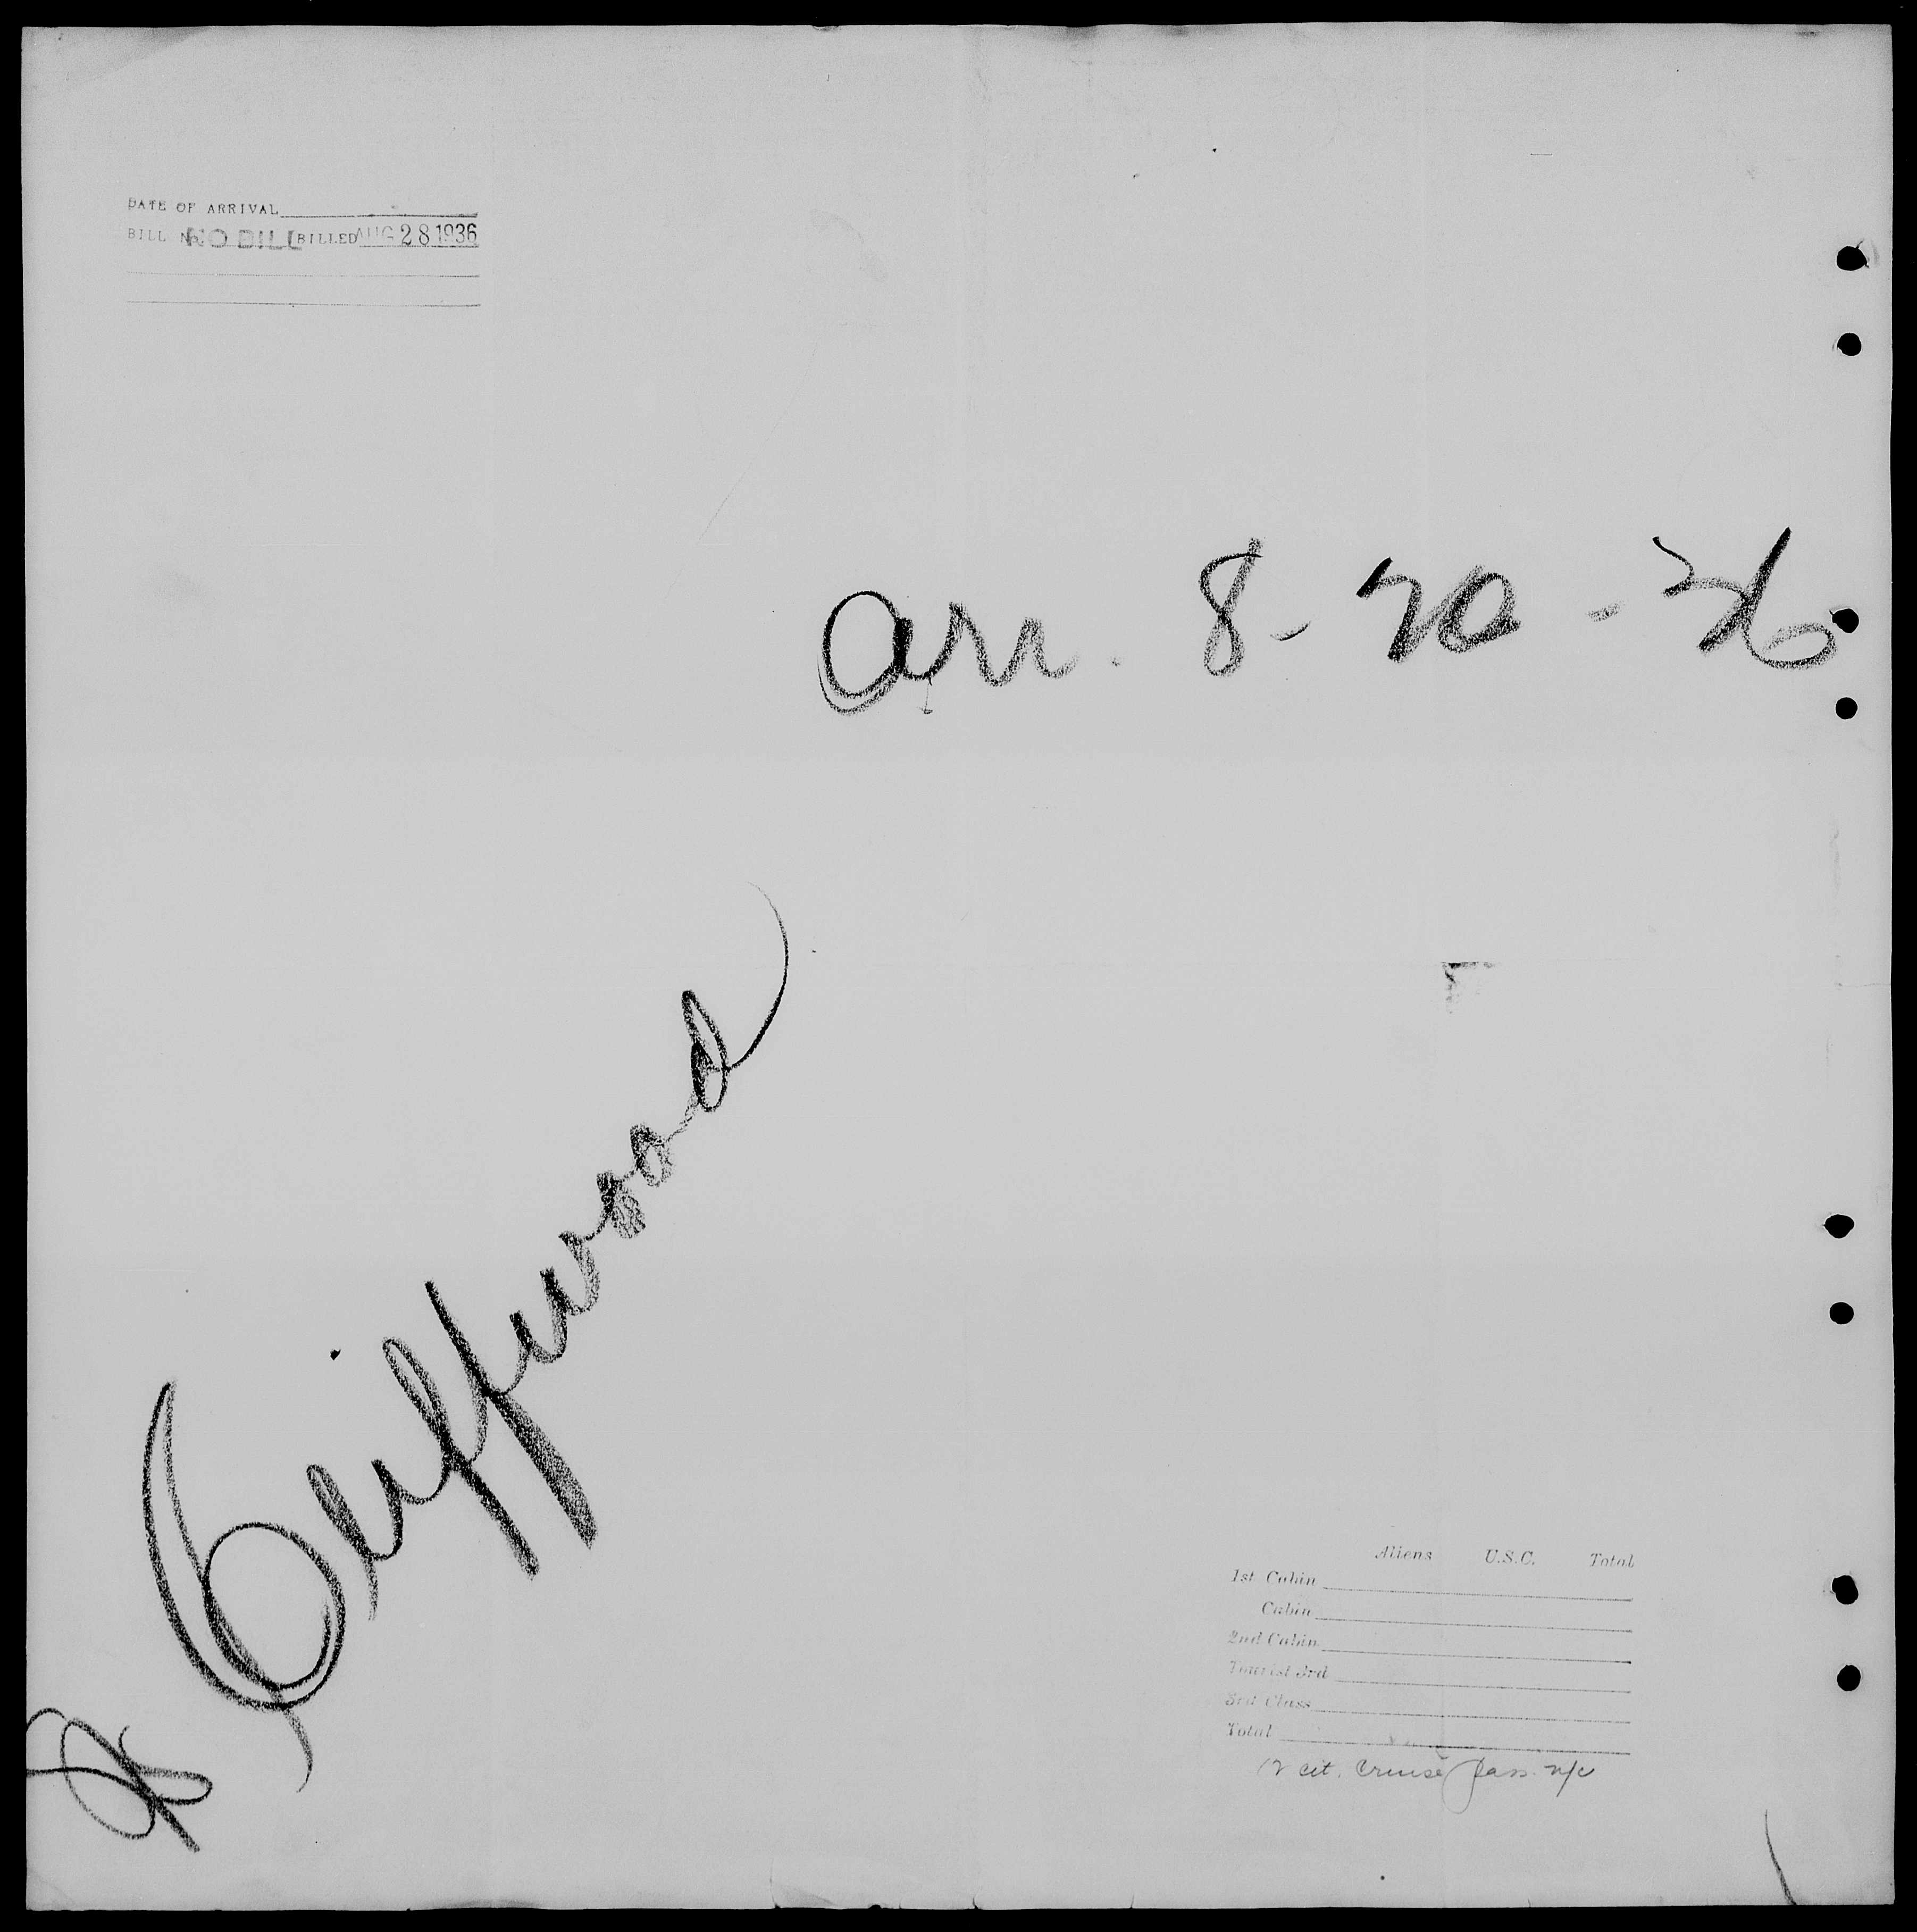 DATE OF ARRIVAL
BILL No. NO BILL BILLED AUG 28 1936
Arr. 8-20-36
Cliffwood
Aliens U.S.C. Total
1st Cabin
Cabin
2nd Cabin
Tourist 3rd
3rd Class
Total
12 cit. cruise pass. n/c